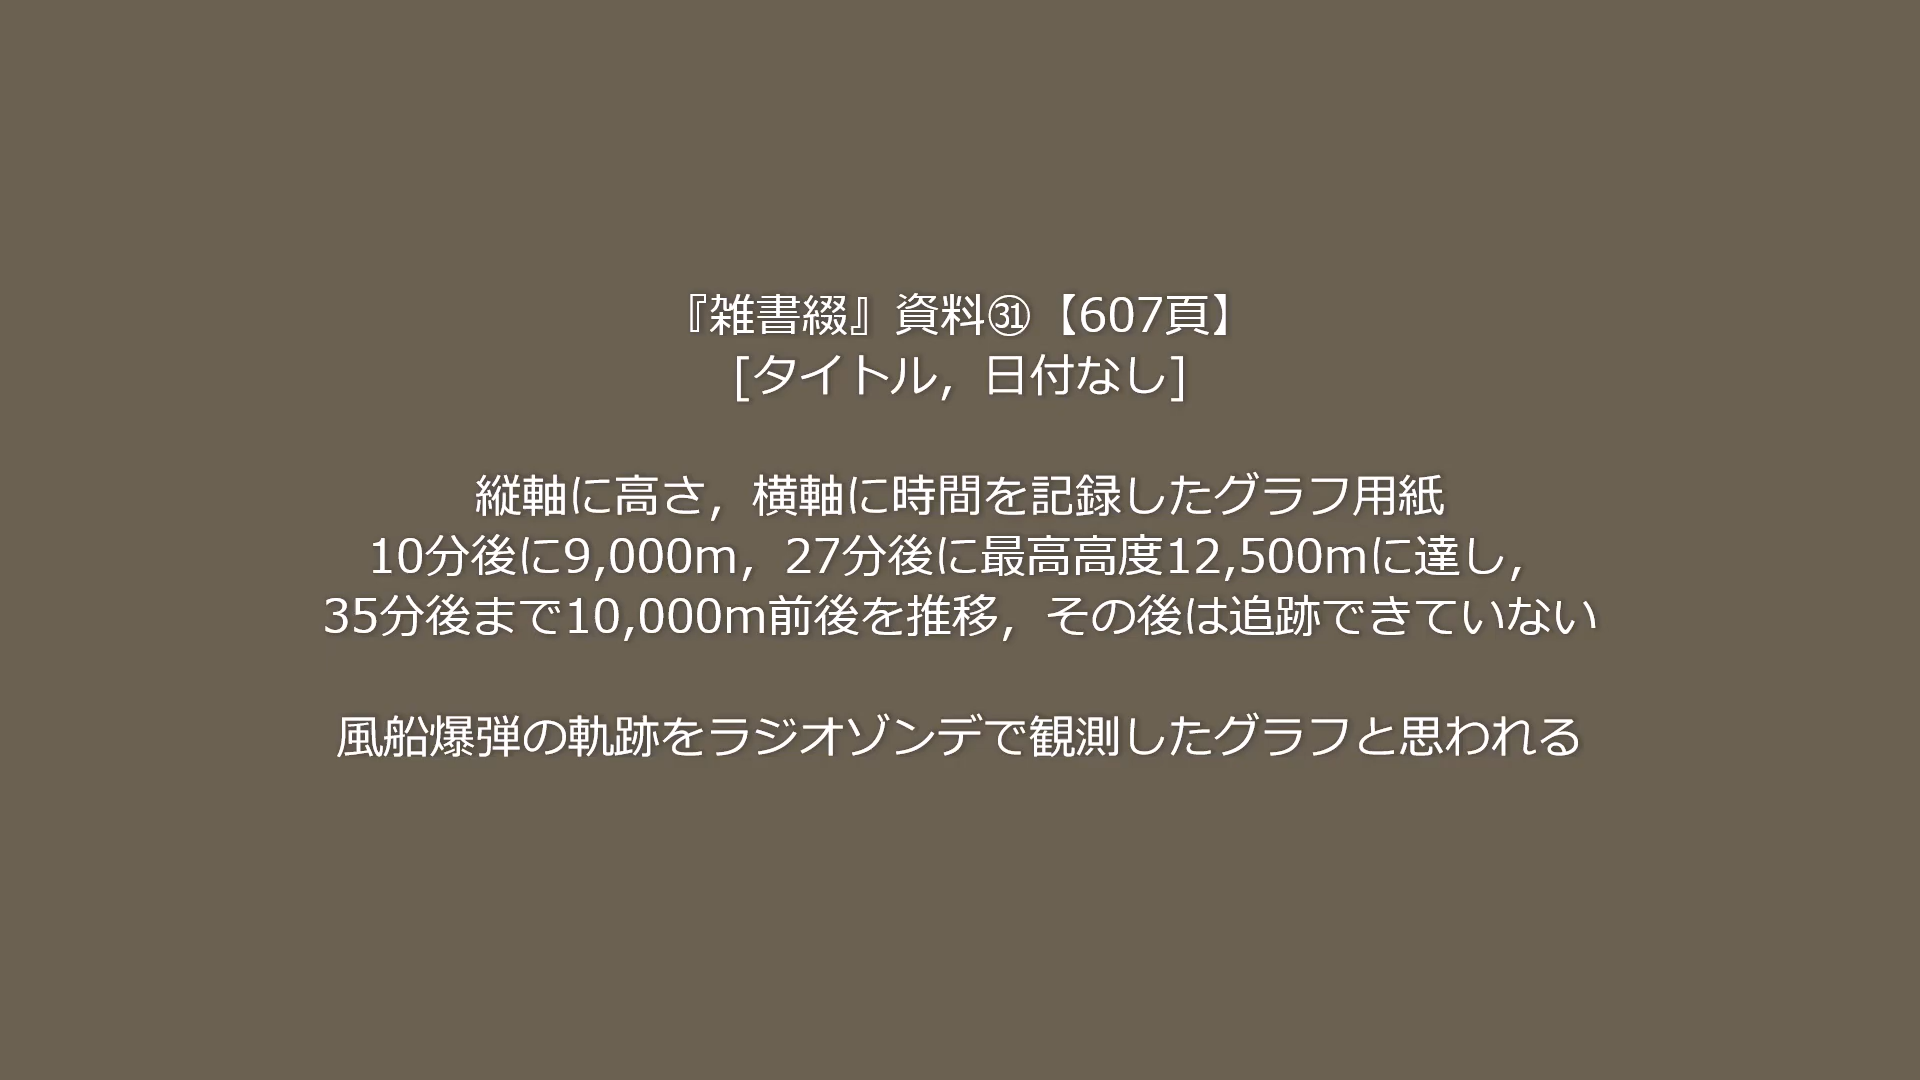 『雑書綴』資料㉛【607頁】
[タイトル，日付なし]
縦軸に高さ，横軸に時間を記録したグラフ用紙
10分後に9,000m，27分後に最高高度12,500mに達し，
35分後まで10,000m前後を推移，その後は追跡できていない
風船爆弾の軌跡をラジオゾンデで観測したグラフと思われる